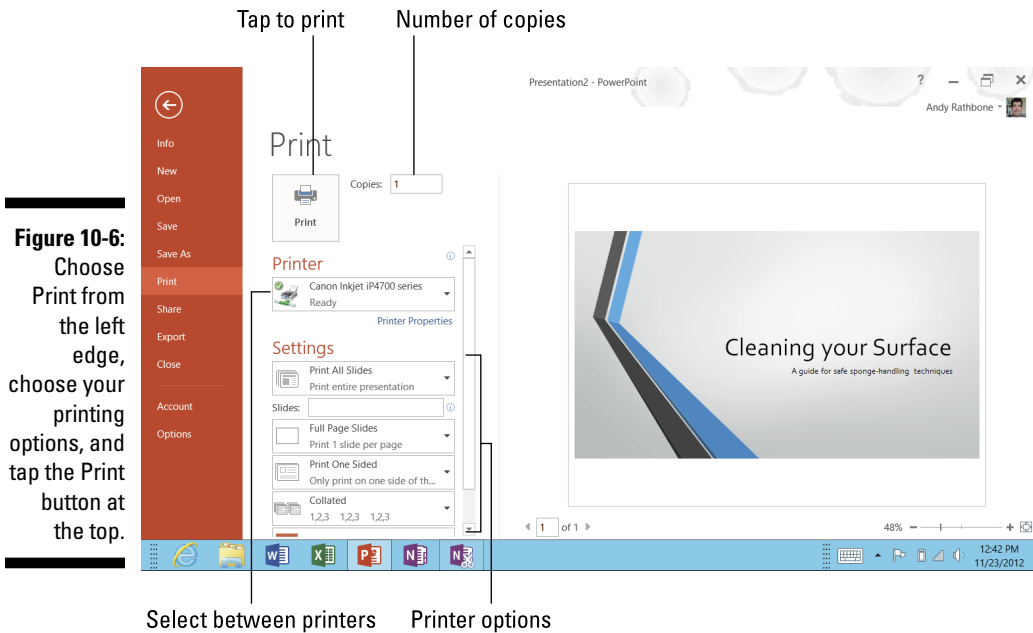 Tap to print
Number of copies
Presentation2 - PowerPoint
?
Andy Rathbone
Info
New
Open
Save
Save As
Print
Share
Export
Close
Account
Options
Print
Copies: 1
Print
Printer
Canon Inkjet iP4700 series
Ready
Printer Properties
Settings
Print All Slides
Print entire presentation
Slides:
Full Page Slides
Print 1 slide per page
Print One Sided
Only print on one side of th...
Collated
1,2,3 1,2,3 1,2,3
Cleaning your Surface
A guide for safe sponge-handling techniques
1 of 1
48%
12:42 PM
11/23/2012
Figure 10-6:
Choose
Print from
the left
edge,
choose your
printing
options, and
tap the Print
button at
the top.
Select between printers
Printer options